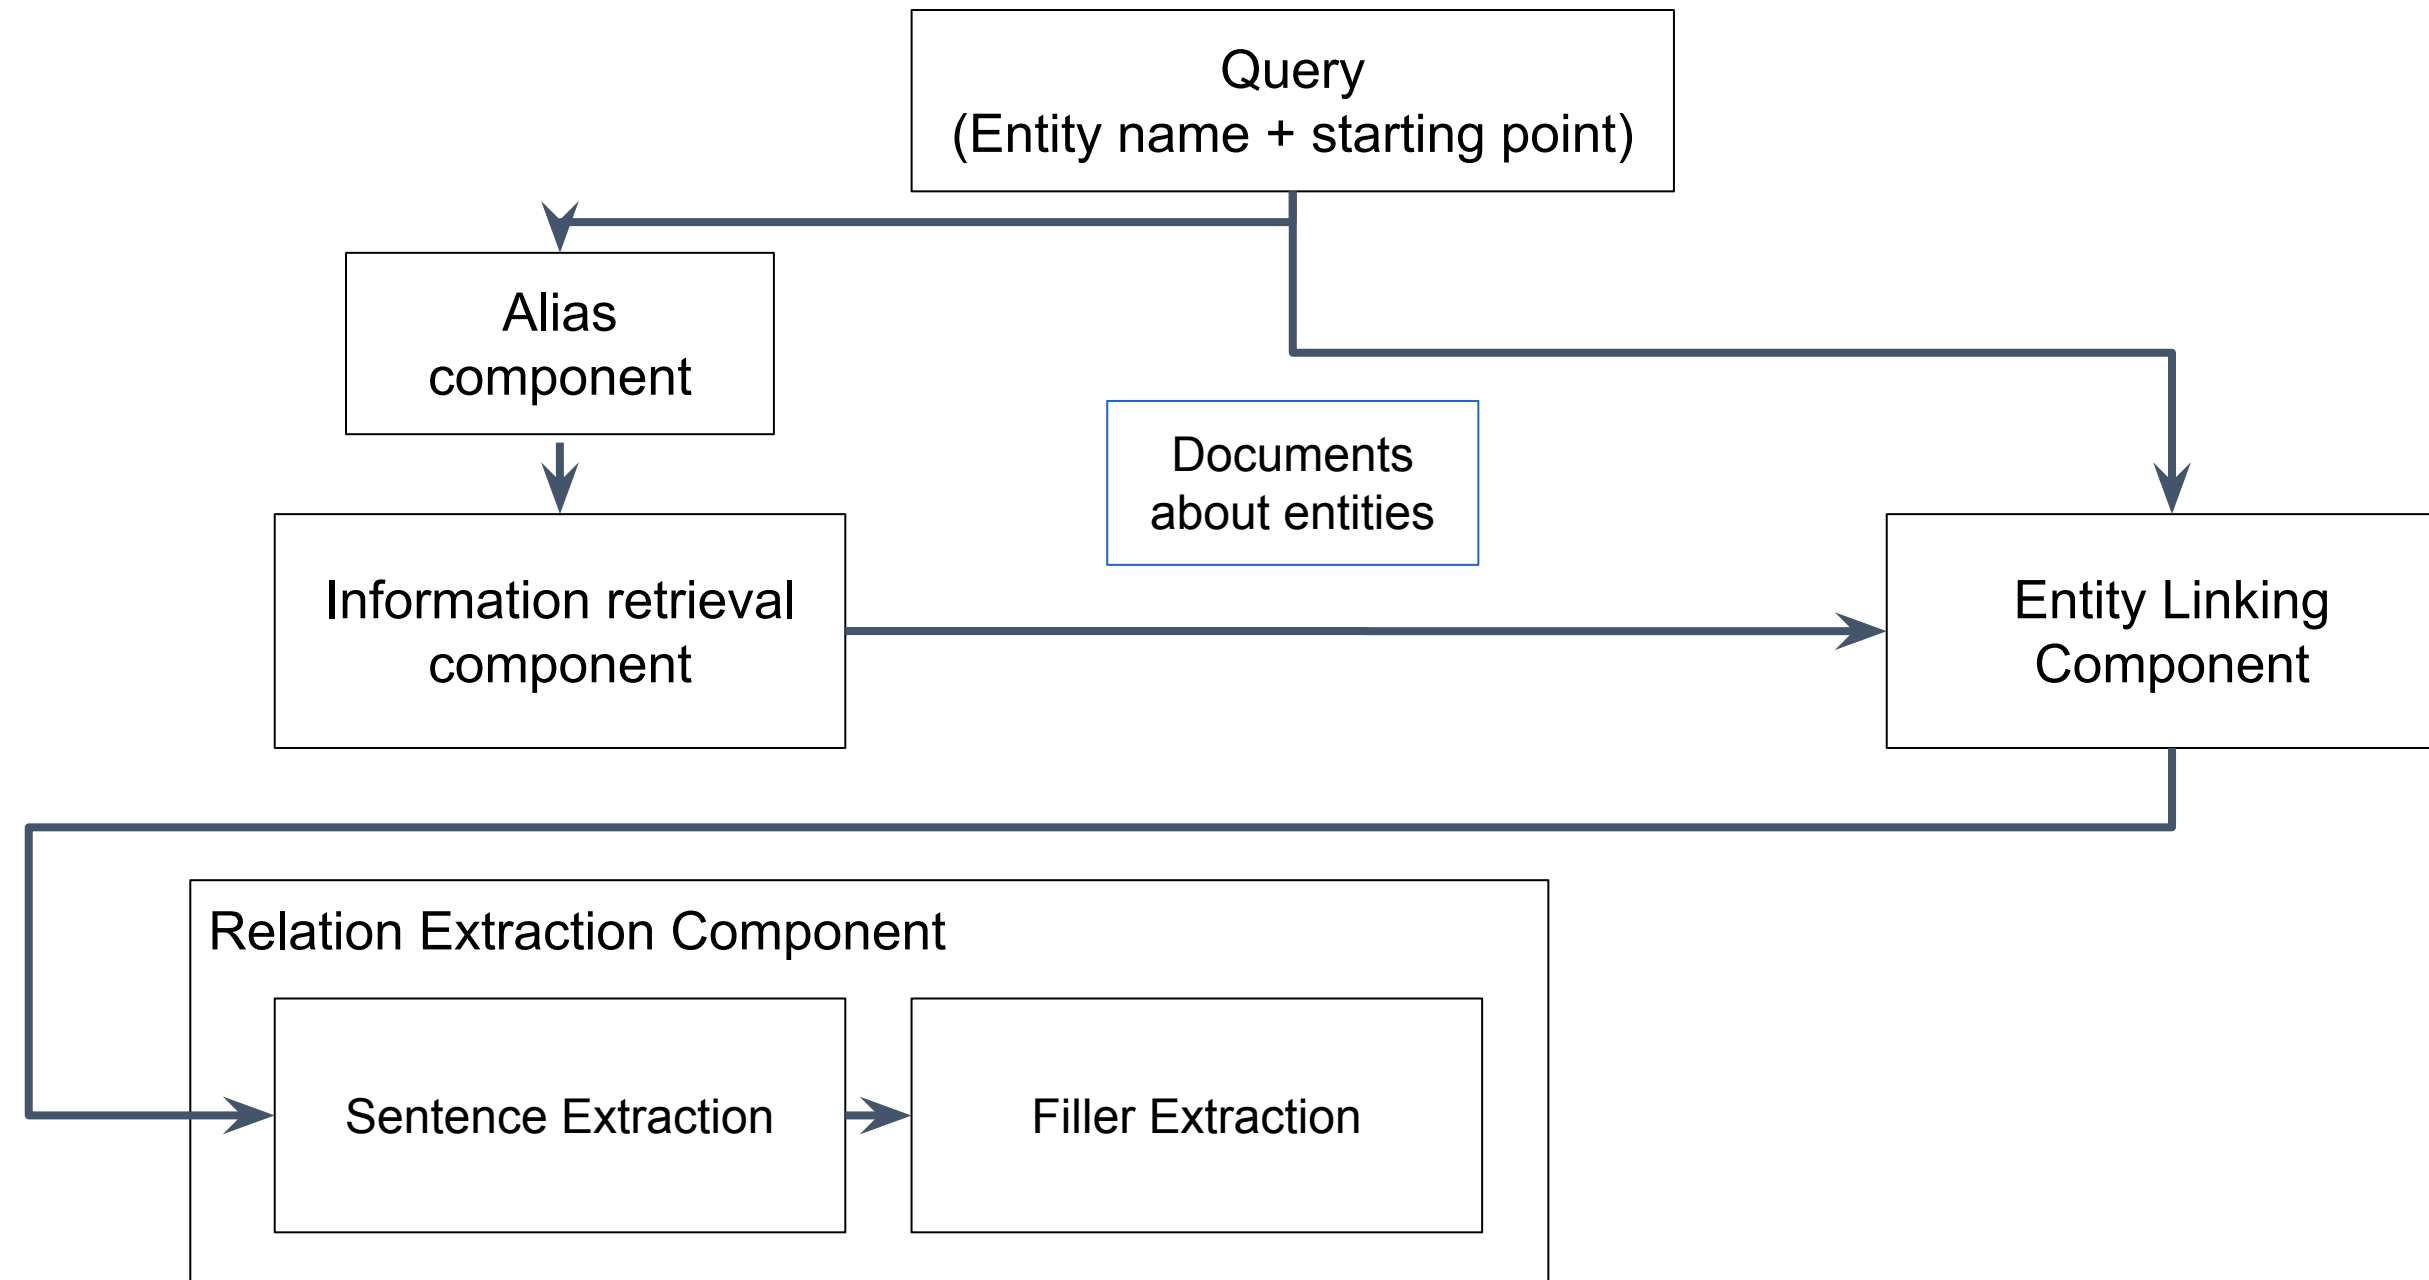 Query
(Entity name + starting point)
Alias
component
Documents
about entities
Information retrieval
component
Entity Linking
Component
Relation Extraction Component
Sentence Extraction
Filler Extraction